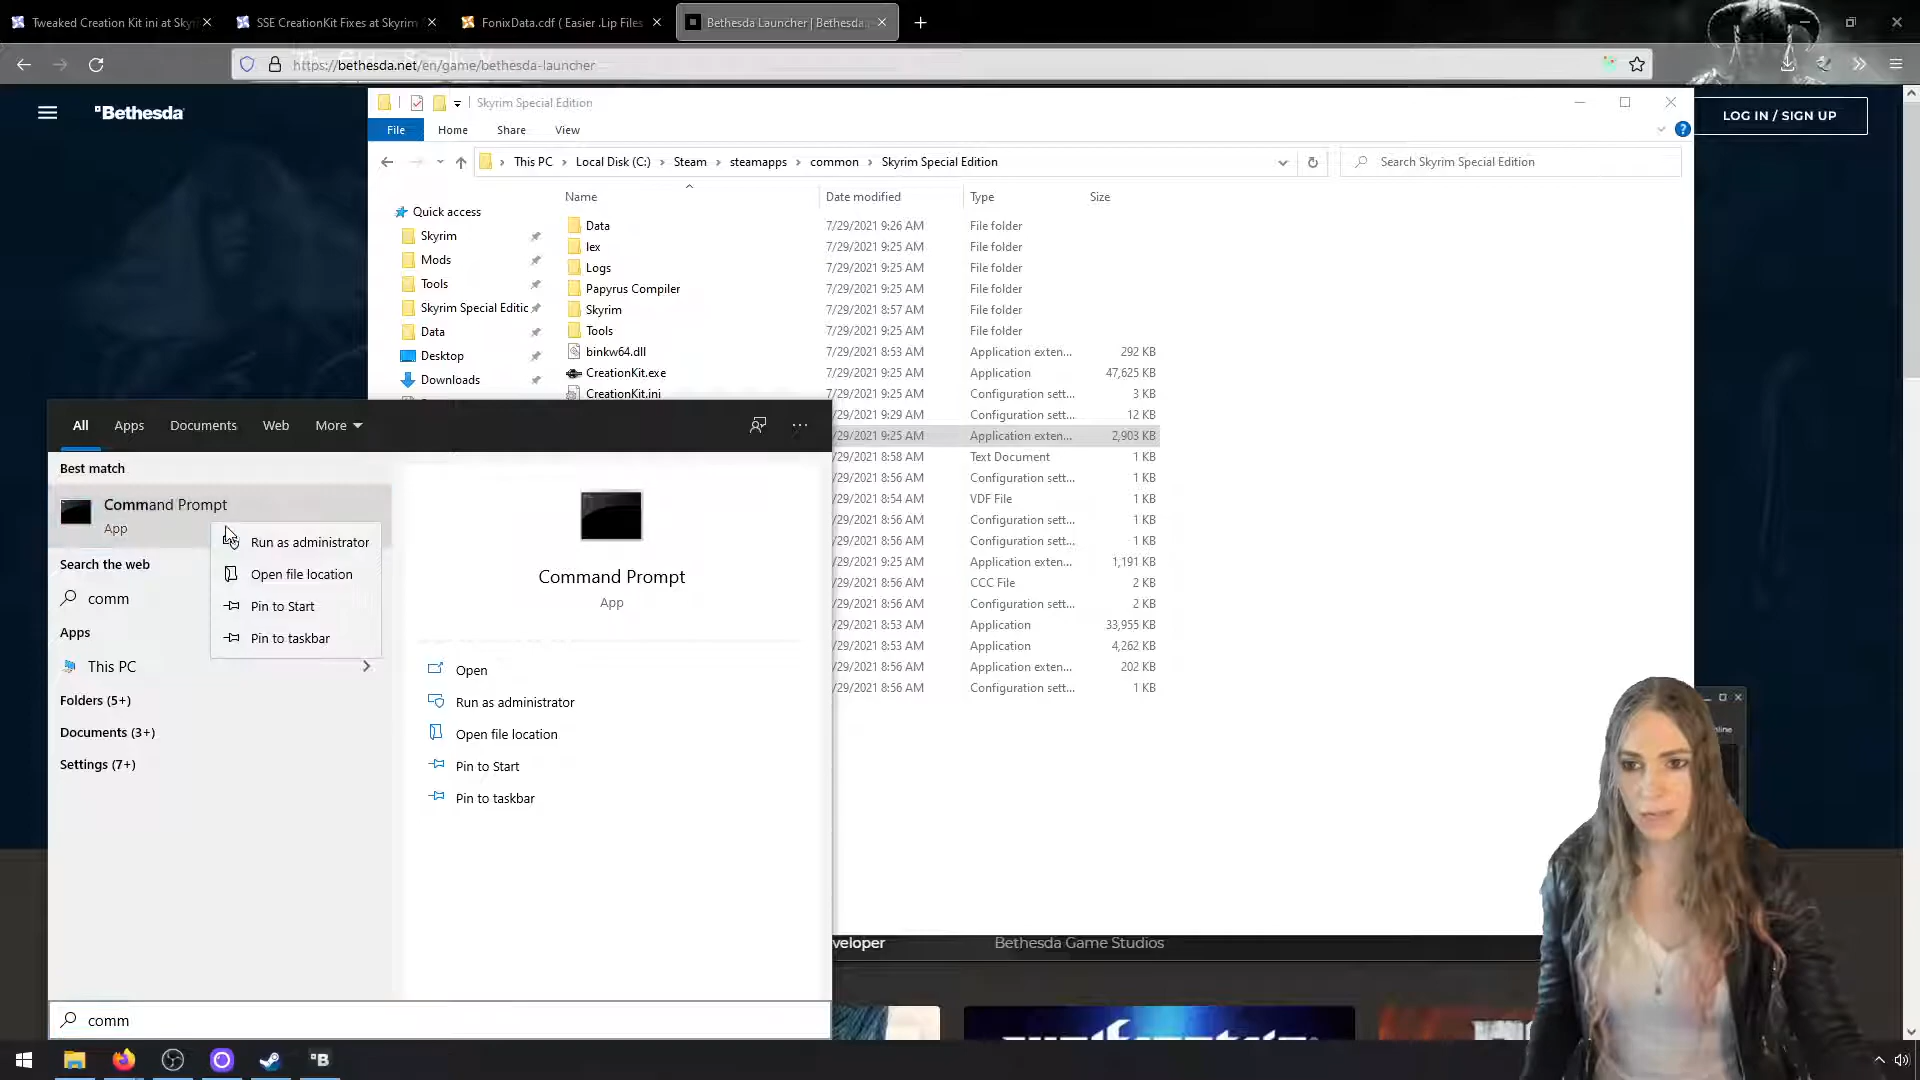 Tweaked Creation Kit ini at Sky
SSE CreationKit Fixes at Skyrim
FonixData.cdf ( Easier .Lip Files
Bethesda Launcher | Bethesda.
https://bethesda.net/en/game/bethesda-launcher
Bethesda
LOG IN / SIGN UP
Skyrim Special Edition
File Home Share View
This PC Local Disk (C:) Steam steamapps common Skyrim Special Edition
Search Skyrim Special Edition
Name Date modified Type Size
Quick access
Skyrim
Mods
Tools
Skyrim Special Editic
Data
Desktop
Downloads
Data 7/29/2021 9:26 AM File folder
lex 7/29/2021 9:25 AM File folder
Logs 7/29/2021 9:25 AM File folder
Papyrus Compiler 7/29/2021 9:25 AM File folder
Skyrim 7/29/2021 8:57 AM File folder
Tools 7/29/2021 9:25 AM File folder
binkw64.dll 7/29/2021 8:53 AM Application exten... 292 KB
CreationKit.exe 7/29/2021 9:25 AM Application 47,625 KB
CreationKit.ini 7/29/2021 9:25 AM Configuration sett... 3 KB
/29/2021 9:29 AM Configuration sett... 12 KB
/29/2021 9:25 AM Application exten... 2,903 KB
/29/2021 8:58 AM Text Document 1 KB
/29/2021 8:56 AM Configuration sett... 1 KB
/29/2021 8:54 AM VDF File 1 KB
/29/2021 8:56 AM Configuration sett... 1 KB
/29/2021 8:56 AM Configuration sett... 1 KB
/29/2021 9:25 AM Application exten... 1,191 KB
/29/2021 8:56 AM CCC File 2 KB
/29/2021 8:56 AM Configuration sett... 2 KB
/29/2021 8:53 AM Application 33,955 KB
/29/2021 8:53 AM Application 4,262 KB
/29/2021 8:56 AM Application exten... 202 KB
/29/2021 8:56 AM Configuration sett... 1 KB
All Apps Documents Web More
Best match
Command Prompt
App
Run as administrator
Open file location
Pin to Start
Pin to taskbar
Search the web
comm
Apps
This PC
Folders (5+)
Documents (3+)
Settings (7+)
Command Prompt
App
Open
Run as administrator
Open file location
Pin to Start
Pin to taskbar
comm
veloper
Bethesda Game Studios
B